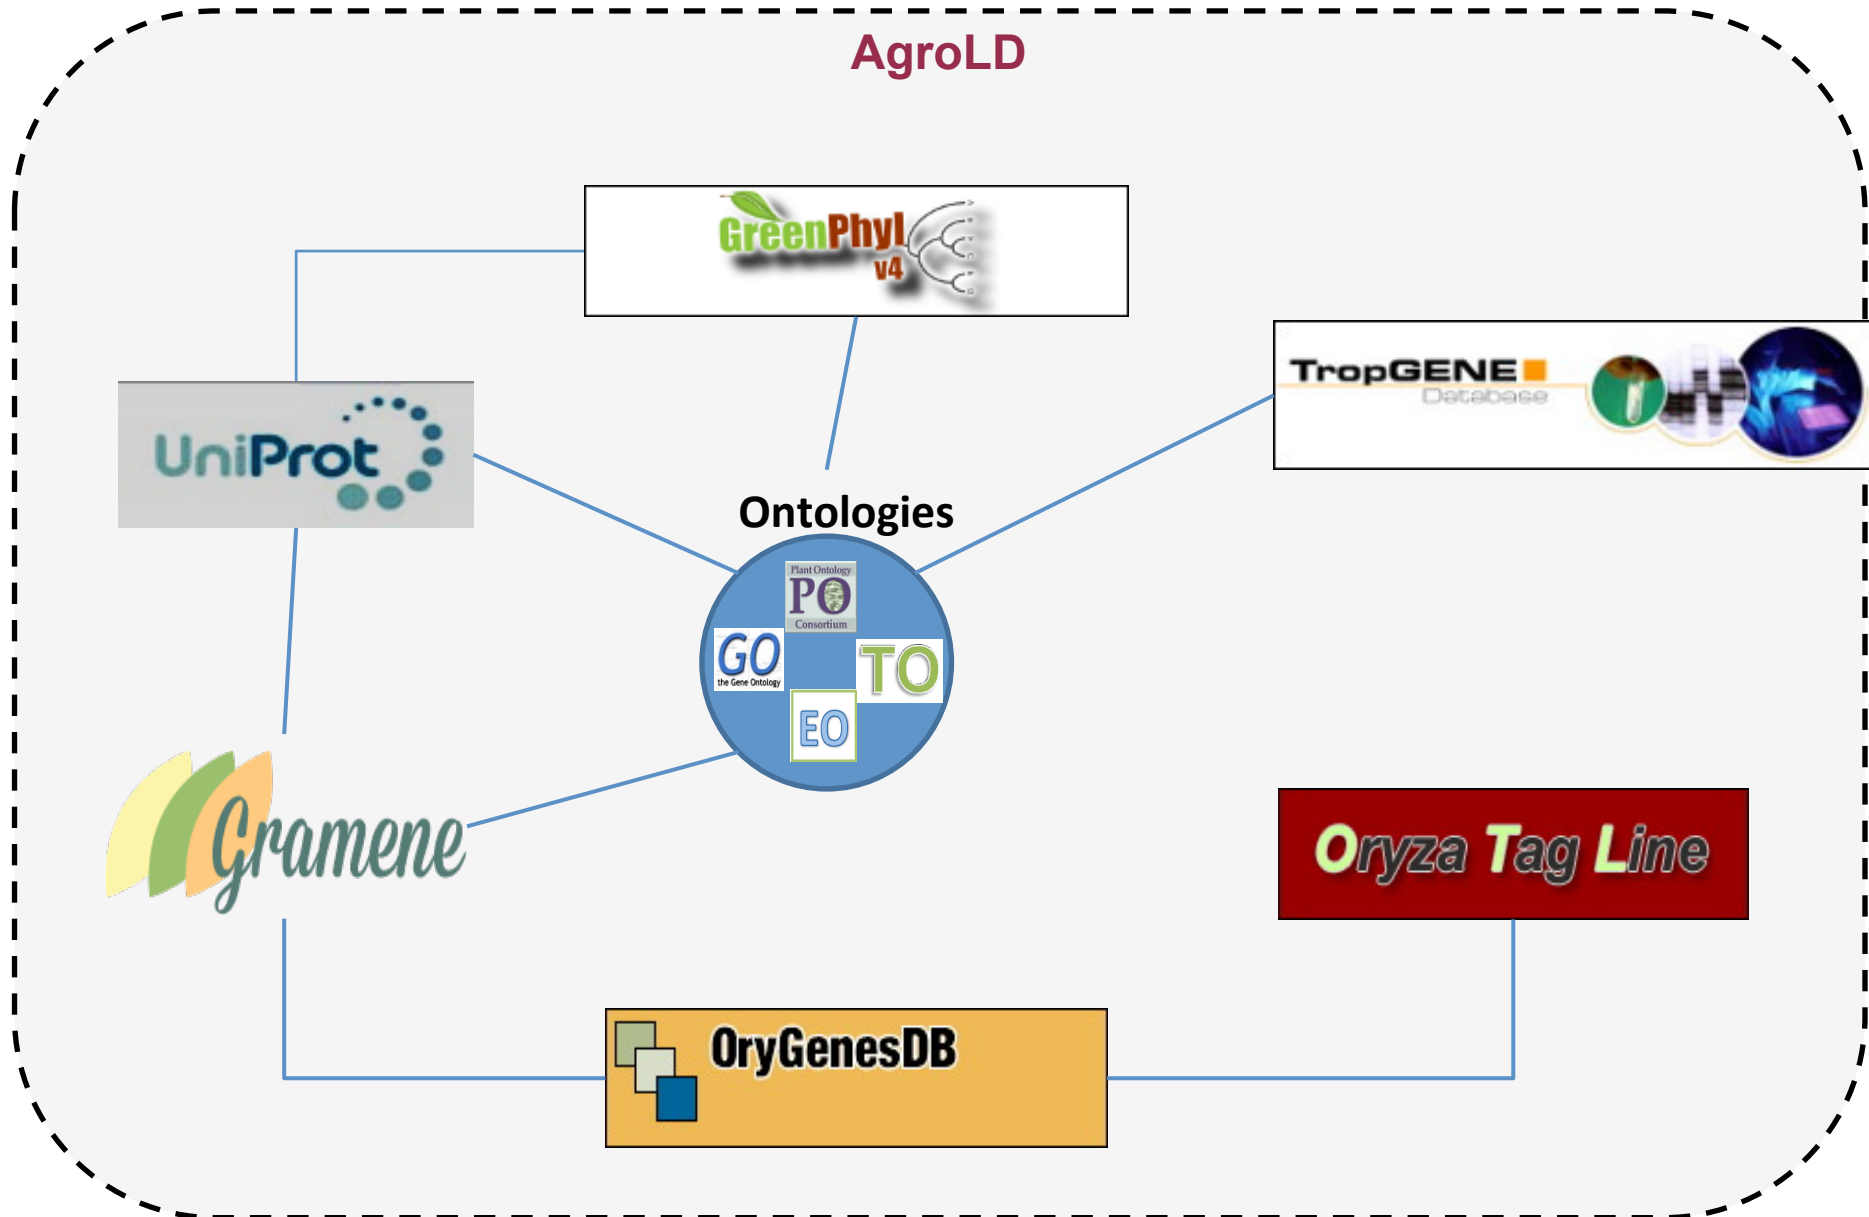 AgroLD
GreenPhyl
v4
TropGENE
Database
UniProt
Ontologies
Plant Ontology
PO
Consortium
GO
the Gene Ontology
TO
EO
Gramene
Oryza Tag Line
OryGenesDB